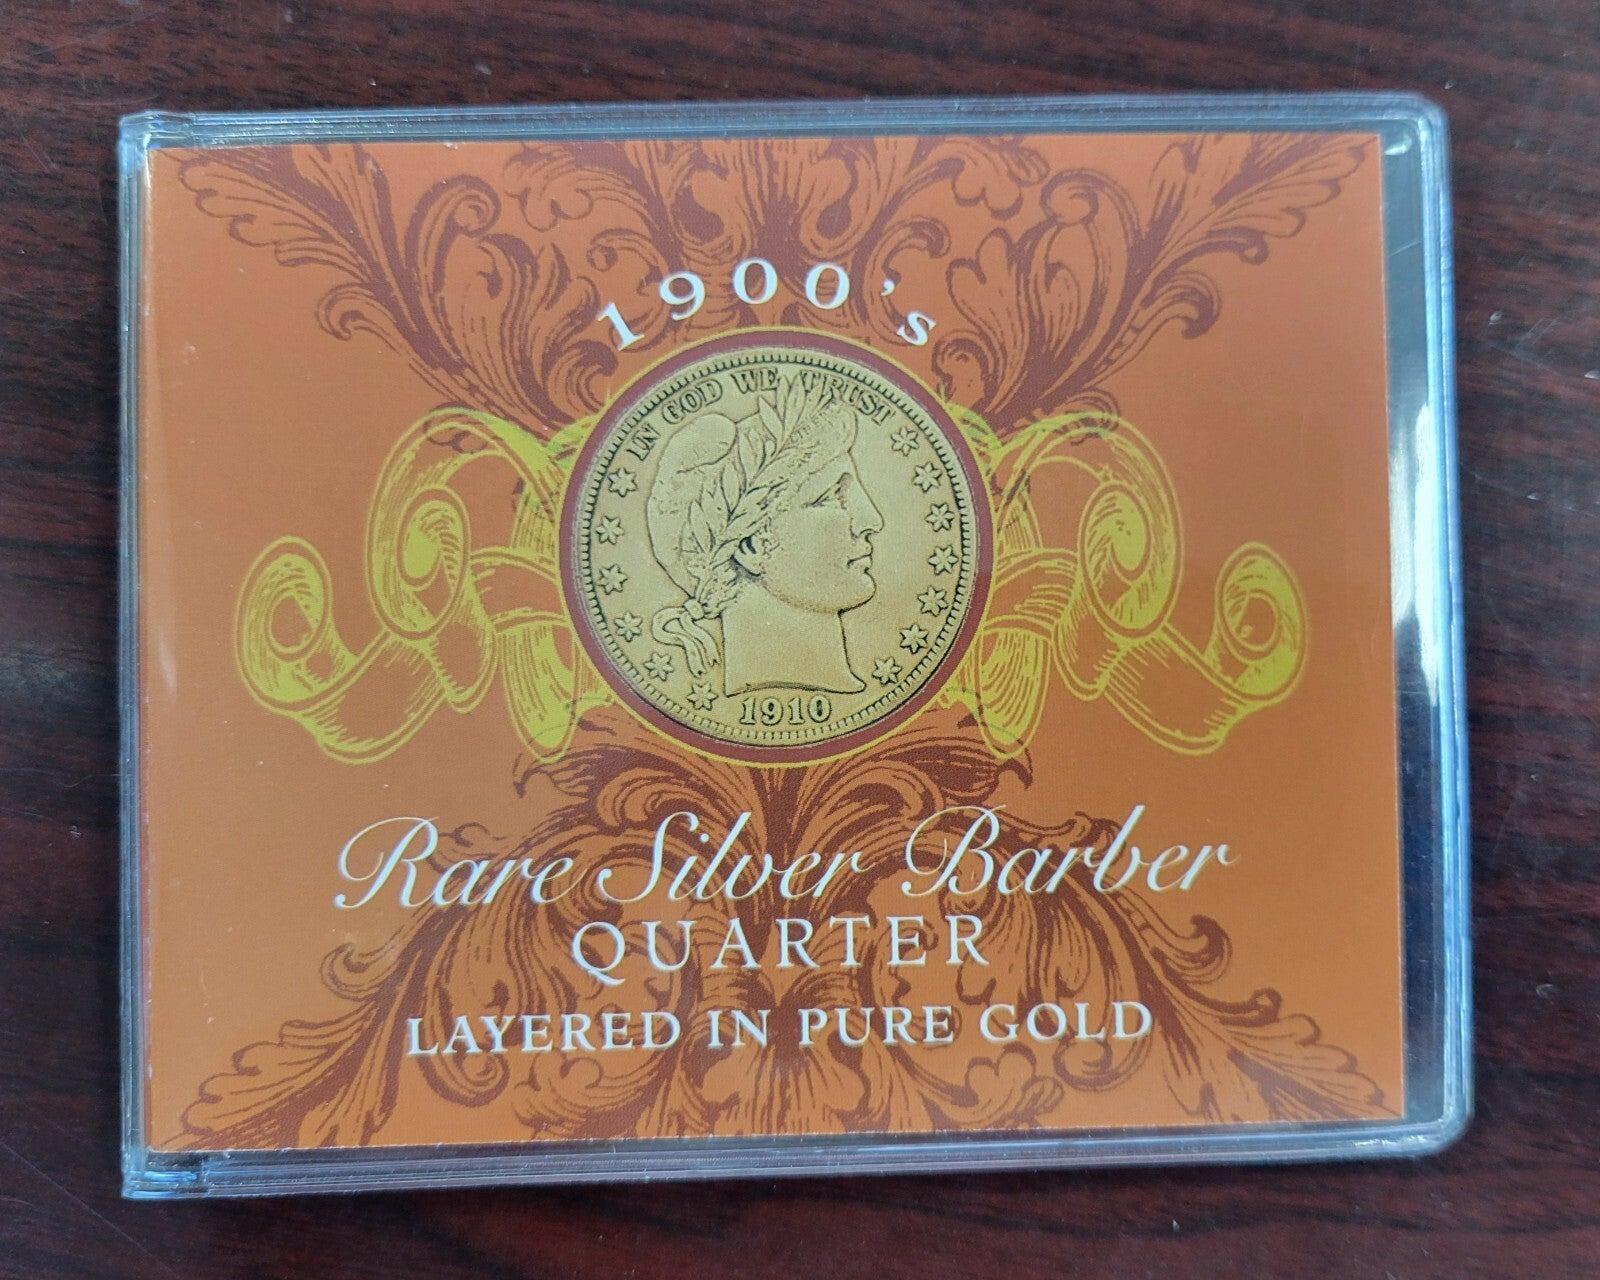 1900's
IN GOD WE TRUST
1910
Rare Silver Barber
QUARTER
LAYERED IN PURE GOLD